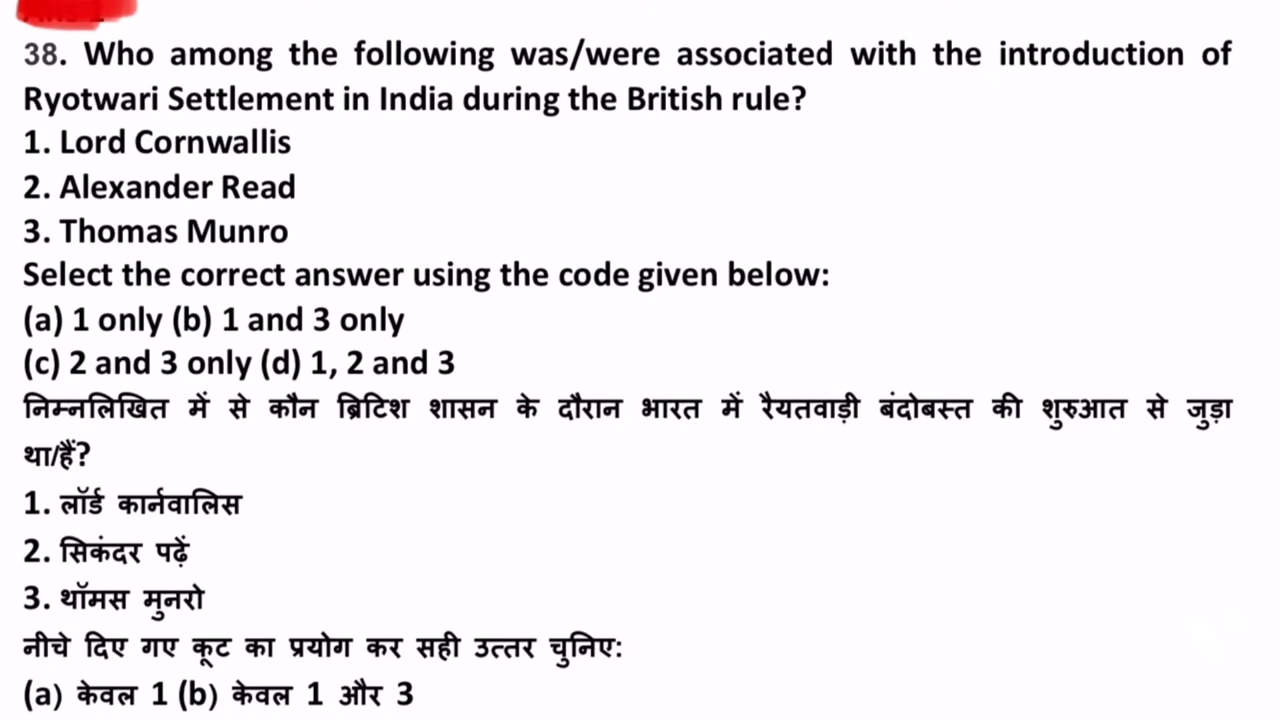 38. Who among the following was/were associated with the introduction of
Ryotwari Settlement in India during the British rule?
1. Lord Cornwallis
2. Alexander Read
3. Thomas Munro
Select the correct answer using the code given below:
(a) 1 only (b) 1 and 3 only
(c) 2 and 3 only (d) 1, 2 and 3
निम्नलिखित में से कौन ब्रिटिश शासन के दौरान भारत में रैयतवाड़ी बंदोबस्त की शुरुआत से जुड़ा
था/हैं?
1. लॉर्ड कार्नवालिस
2. सिकंदर पढ़ें
3. थॉमस मुनरो
नीचे दिए गए कूट का प्रयोग कर सही उत्तर चुनिए:
(a) केवल 1 (b) केवल 1 और 3